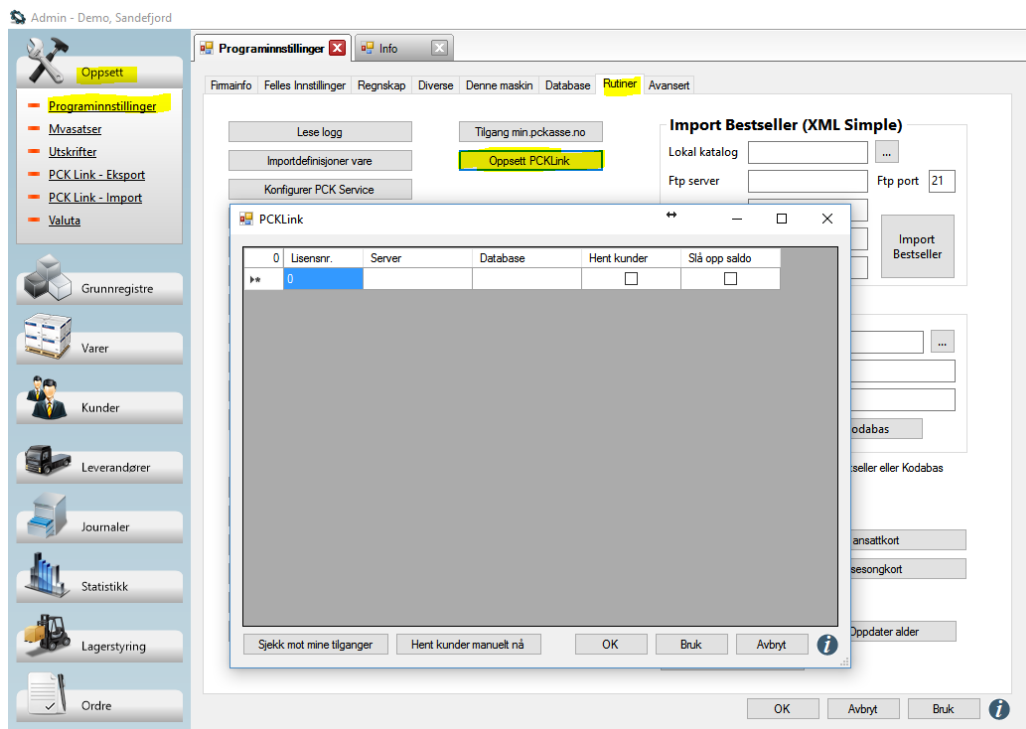 Admin - Demo, Sandefjord
Oppsett
Programinnstillinger
Mvasatser
Utskrifter
PCK Link - Eksport
PCK Link - Import
Valuta
Grunnregistre
Varer
Kunder
Leverandører
Journaler
Statistikk
Lagerstyring
Ordre
Programinnstillinger Info
Firmainfo Felles Innstillinger Regnskap Diverse Denne maskin Database Rutiner Avansert
Lese logg
Importdefinisjoner vare
Konfigurer PCK Service
Tilgang min.pckasse.no
Oppsett PCKLink
Import Bestseller (XML Simple)
Lokal katalog ...
Ftp server Ftp port 21
Import
Bestseller
PCKLink
0 Lisensnr. Server Database Hent kunder Slå opp saldo
0
Sjekk mot mine tilganger Hent kunder manuelt nå OK Bruk Avbryt
...
odabas
seller eller Kodabas
ansattkort
sesongkort
Oppdater alder
OK Avbryt Bruk